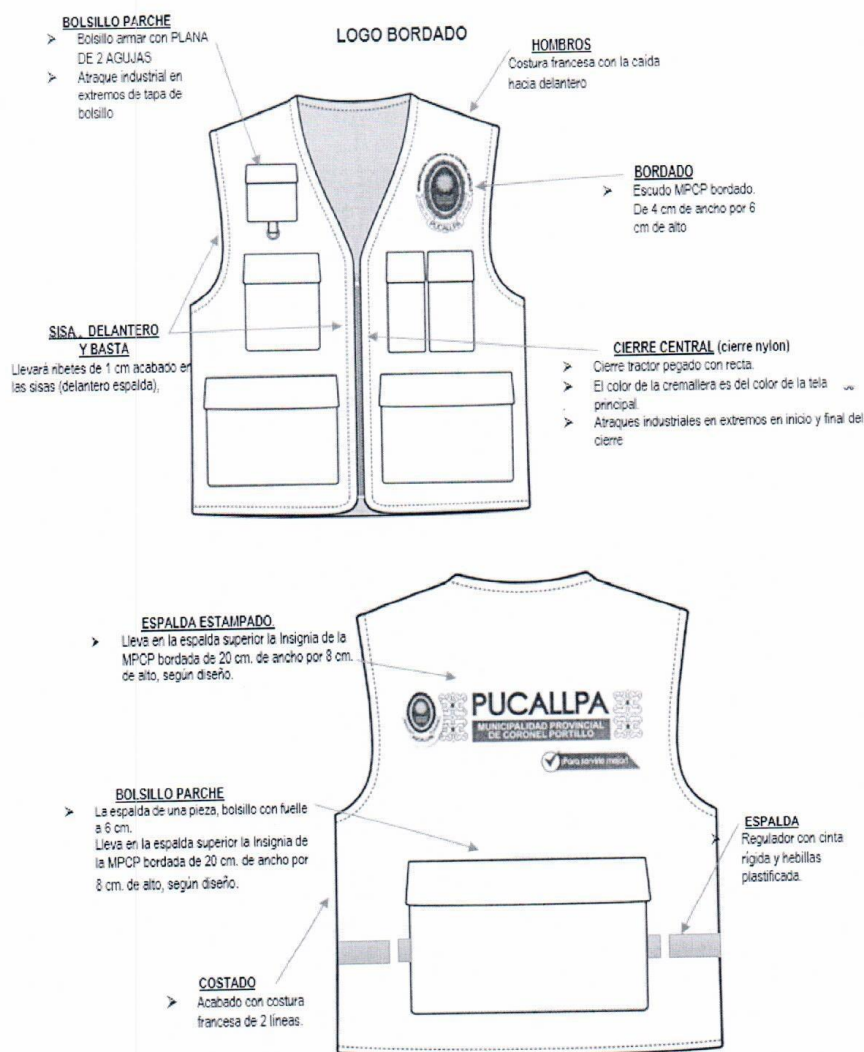 BOLSILLO PARCHE
➤ Bolsillo armar con PLANA
DE 2 AGUJAS
➤ Atraque industrial en
extremos de tapa de
bolsillo
LOGO BORDADO
HOMBROS
Costura francesa con la caída
hacia delantero
BORDADO
➤ Escudo MPCP bordado.
De 4 cm de ancho por 6
cm de alto
PUCALLPA
SISA , DELANTERO
Y BASTA
Llevará ribetes de 1 cm acabado en
las sisas (delantero espalda),
CIERRE CENTRAL (cierre nylon)
➤ Cierre tractor pegado con recta.
➤ El color de la cremallera es del color de la tela
principal.
➤ Atraques industriales en extremos en inicio y final del
cierre
ESPALDA ESTAMPADO.
➤ Lleva en la espalda superior la Insignia de la
MPCP bordada de 20 cm. de ancho por 8 cm.
de alto, según diseño.
PUCALLPA
MUNICIPALIDAD PROVINCIAL
DE CORONEL PORTILLO
¡Para servirle mejor!
BOLSILLO PARCHE
➤ La espalda de una pieza, bolsillo con fuelle
a 6 cm.
Lleva en la espalda superior la Insignia de
la MPCP bordada de 20 cm. de ancho por
8 cm. de alto, según diseño.
ESPALDA
➤ Regulador con cinta
rígida y hebillas
plastificada.
COSTADO
➤ Acabado con costura
francesa de 2 líneas.